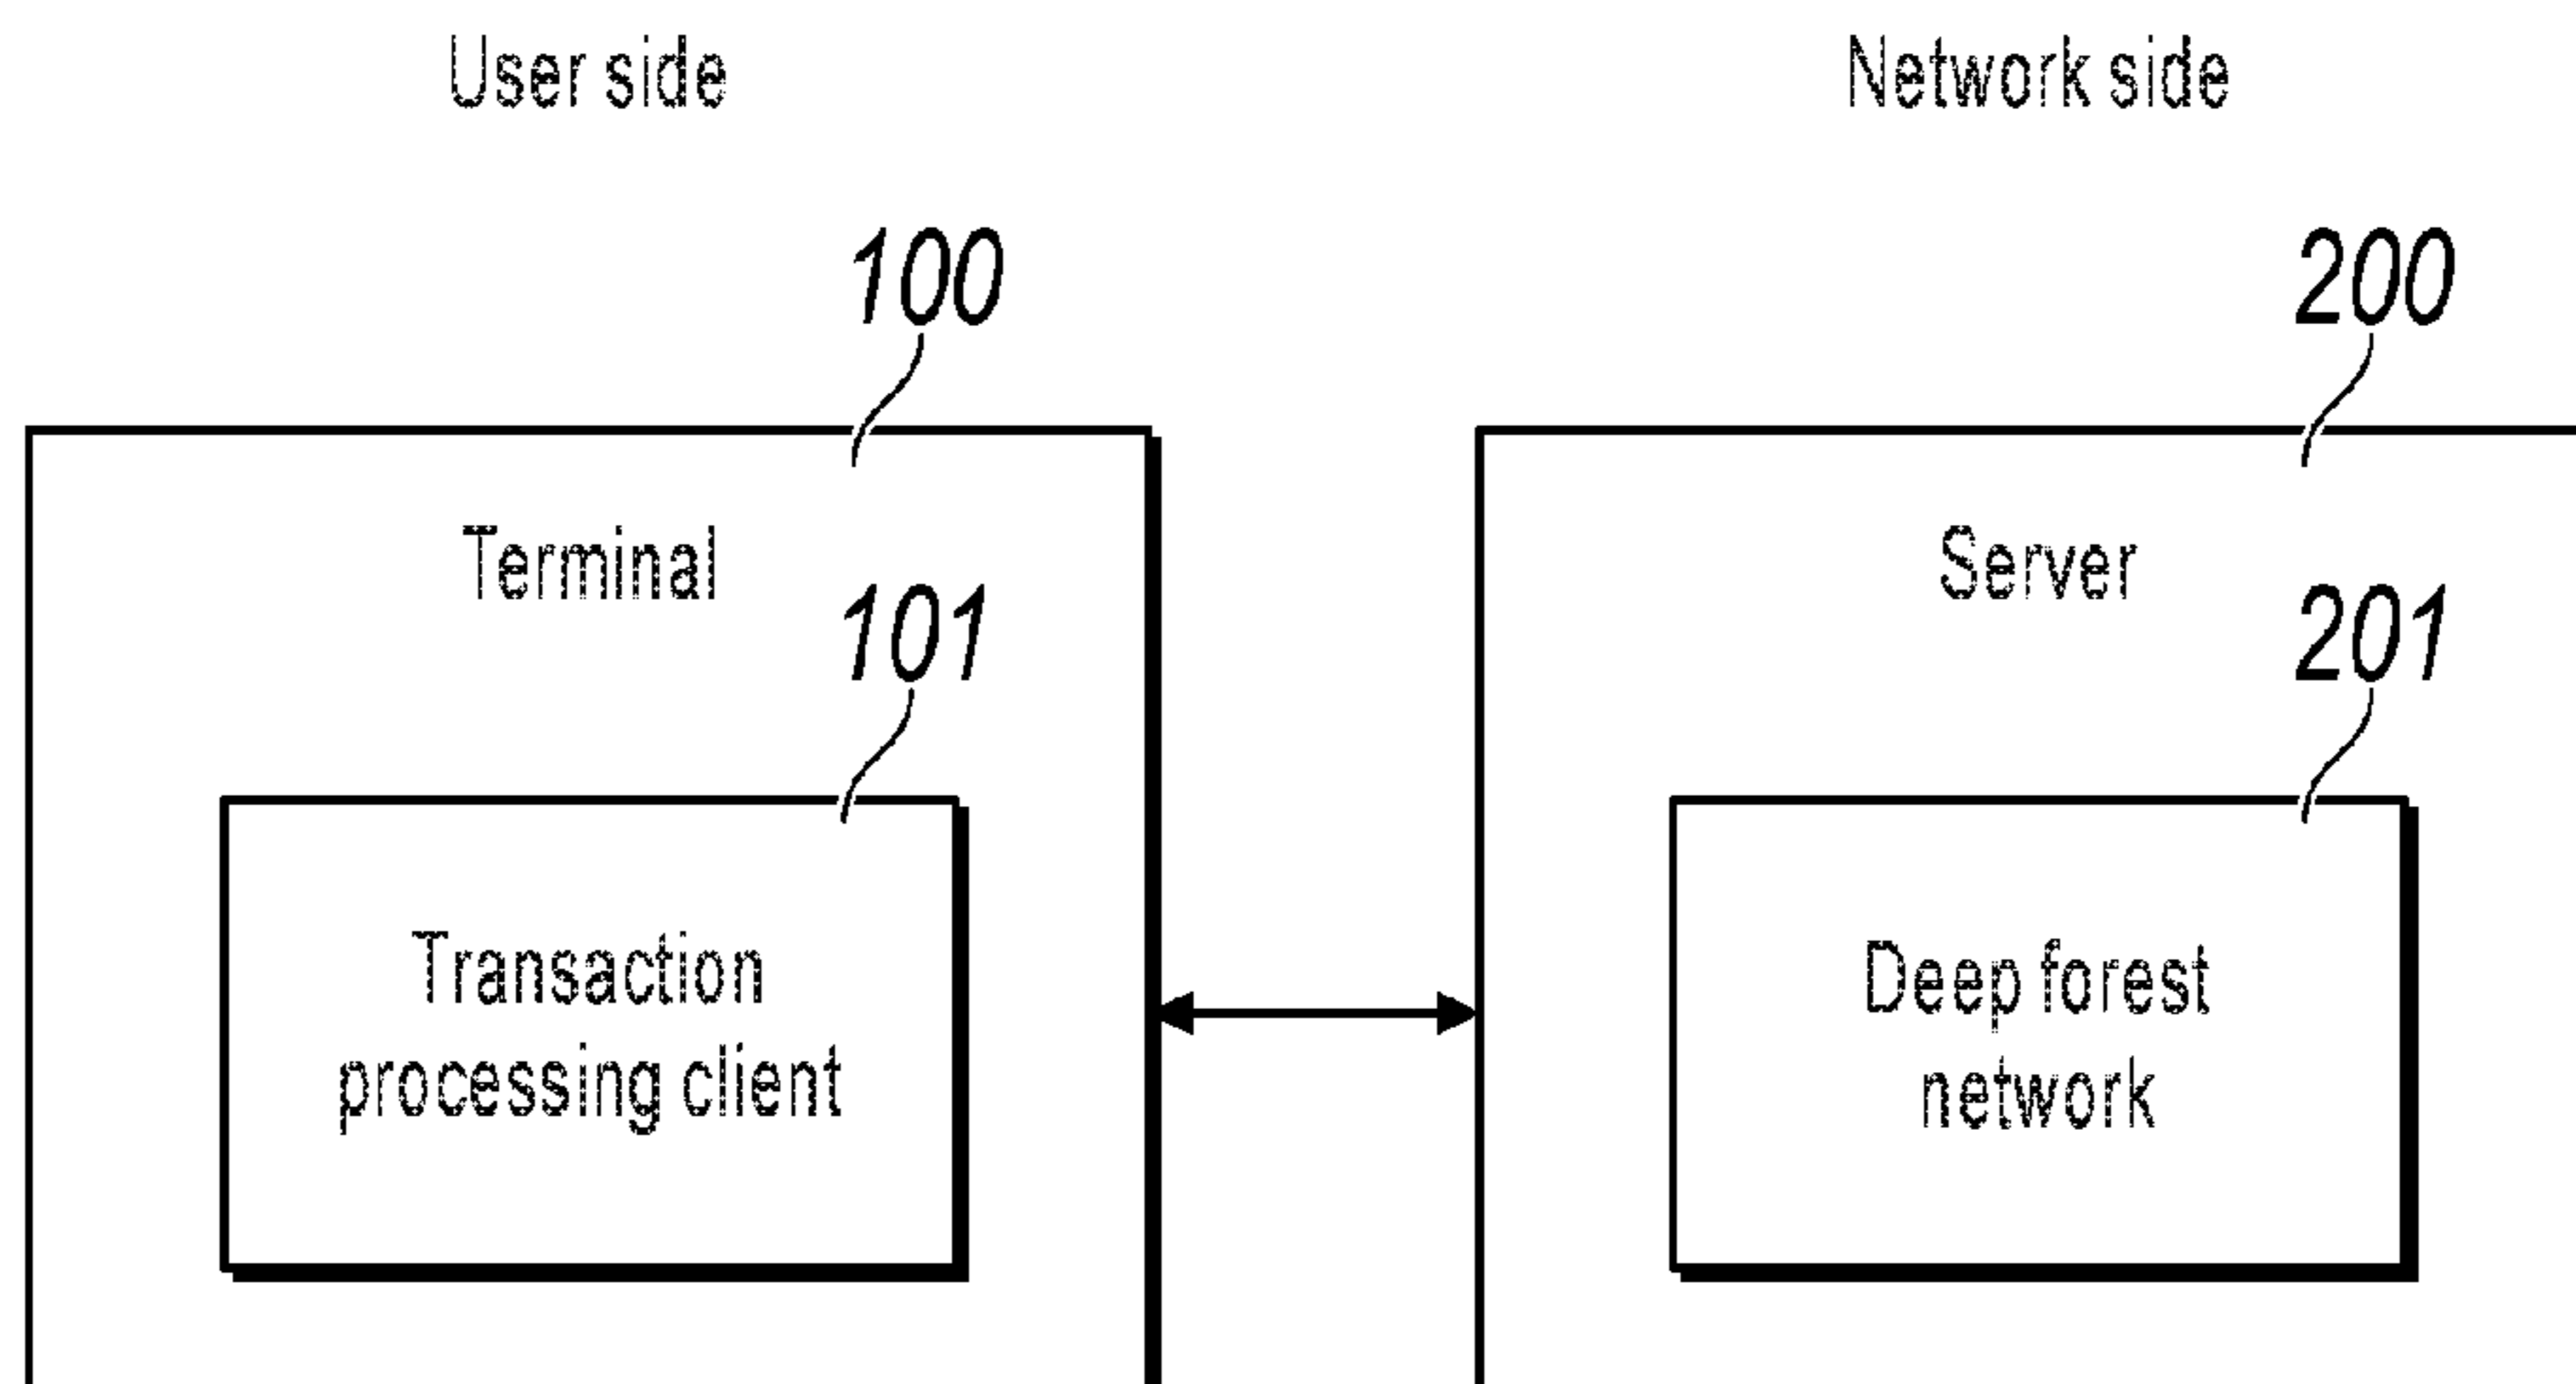 User side
Network side
100
200
Terminal
Server
101
201
Transaction
processing client
Deep forest
network